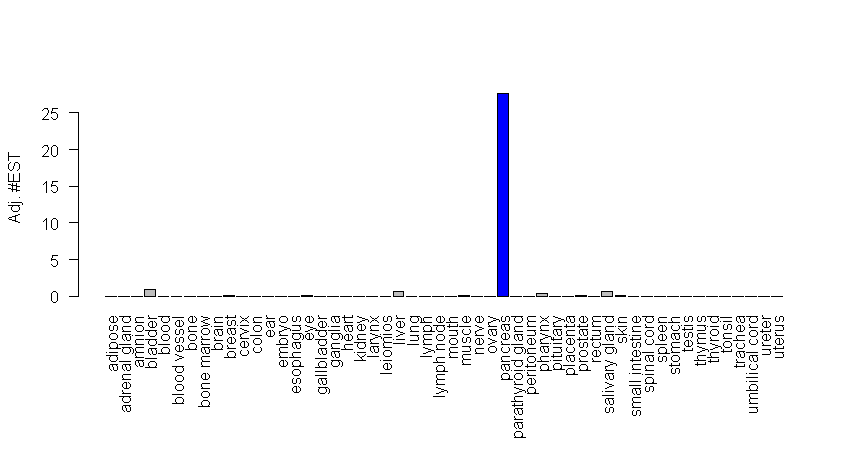 Adj. #EST
25
20
15
10
5
0
adipose
adrenal gland
amnion
bladder
blood
blood vessel
bone
bone marrow
brain
breast
cervix
colon
ear
embryo
esophagus
eye
gallbladder
ganglia
heart
kidney
larynx
leiomios
liver
lung
lymph
lymph node
mouth
muscle
nerve
ovary
pancreas
parathyroid gland
peritoneum
pharynx
pituitary
placenta
prostate
rectum
salivary gland
skin
small intestine
spinal cord
spleen
stomach
testis
thymus
thyroid
tonsil
trachea
umbilical cord
ureter
uterus